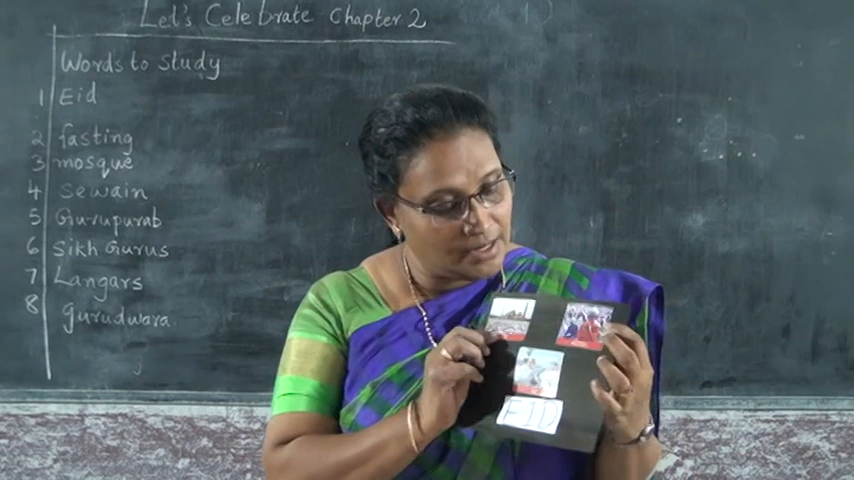 Let's Celebrate Chapter 2
Words to study
1 Eid
2 fasting
3 mosque
4 Sewain
5 Gurupurab
6 Sikh Gurus
7 Langars
8 gurudwara
EID